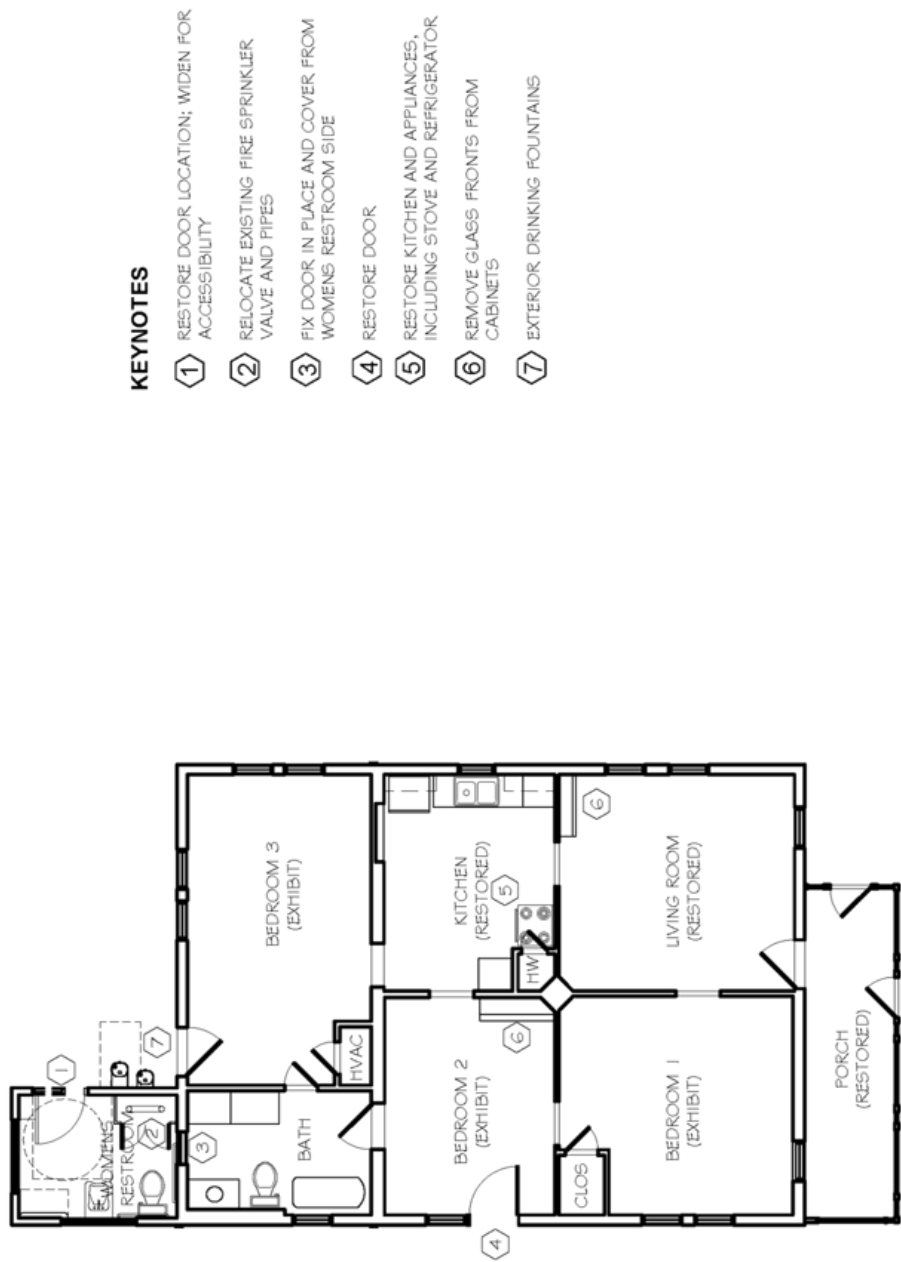 KEYNOTES
1 RESTORE DOOR LOCATION; WIDEN FOR
ACCESSIBILITY
2 RELOCATE EXISTING FIRE SPRINKLER
VALVE AND PIPES
3 FIX DOOR IN PLACE AND COVER FROM
WOMENS RESTROOM SIDE
4 RESTORE DOOR
5 RESTORE KITCHEN AND APPLIANCES,
INCLUDING STOVE AND REFRIGERATOR
6 REMOVE GLASS FRONTS FROM
CABINETS
7 EXTERIOR DRINKING FOUNTAINS
1
WOMENS
RESTROOM
2
7
3
BATH
BEDROOM 3
(EXHIBIT)
HVAC
4
BEDROOM 2
(EXHIBIT)
6
KITCHEN
(RESTORED)
5
HW
CLOS
BEDROOM 1
(EXHIBIT)
6
LIVING ROOM
(RESTORED)
PORCH
(RESTORED)